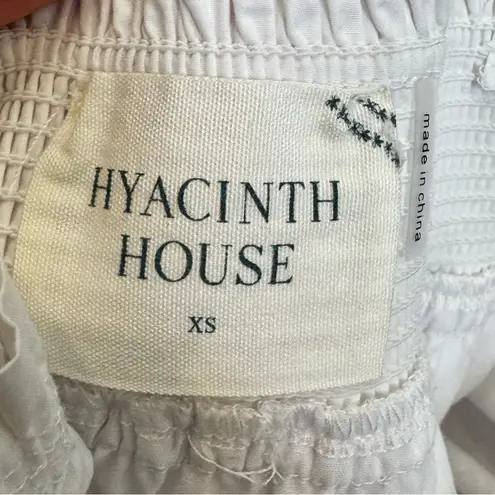 HYACINTH
HOUSE
XS
made in china